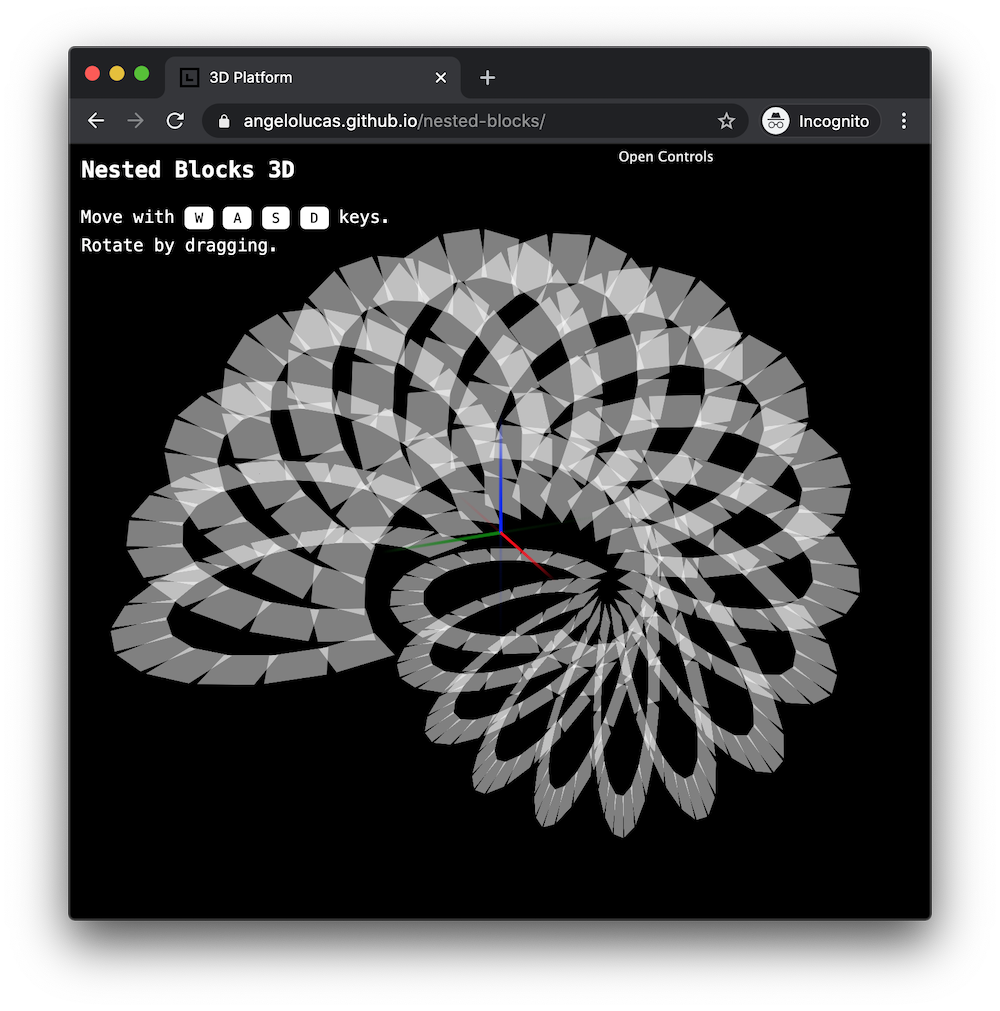 3D Platform
angelolucas.github.io/nested-blocks/
Incognito
Open Controls
Nested Blocks 3D
Move with W A S D keys.
Rotate by dragging.